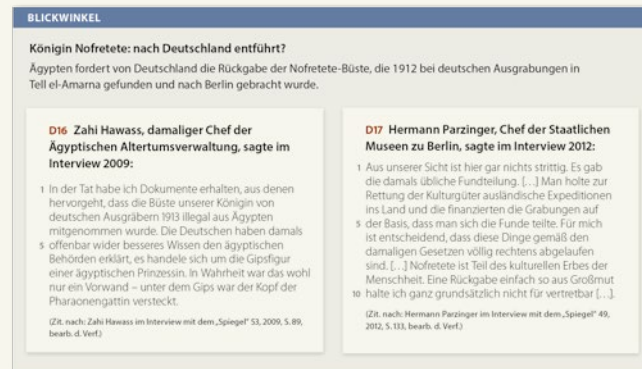 BLICKWINKEL
Königin Nofretete: nach Deutschland entführt?
Ägypten fordert von Deutschland die Rückgabe der Nofretete-Büste, die 1912 bei deutschen Ausgrabungen in
Tell el-Amarna gefunden und nach Berlin gebracht wurde.
D16 Zahi Hawass, damaliger Chef der
Ägyptischen Altertumsverwaltung, sagte im
Interview 2009:
1 In der Tat habe ich Dokumente erhalten, aus denen
hervorgeht, dass die Büste unserer Königin von
deutschen Ausgräbern 1913 illegal aus Ägypten
mitgenommen wurde. Die Deutschen haben damals
5 offenbar wider besseres Wissen den ägyptischen
Behörden erklärt, es handele sich um die Gipsfigur
einer ägyptischen Prinzessin. In Wahrheit war das wohl
nur ein Vorwand – unter dem Gips war der Kopf der
Pharaonengattin versteckt.
(Zit. nach: Zahi Hawass im Interview mit dem „Spiegel" 53, 2009, S. 89,
bearb. d. Verf.)
D17 Hermann Parzinger, Chef der Staatlichen
Museen zu Berlin, sagte im Interview 2012:
1 Aus unserer Sicht ist hier gar nichts strittig. Es gab
die damals übliche Fundteilung. […] Man holte zur
Rettung der Kulturgüter ausländische Expeditionen
ins Land und die finanzierten die Grabungen auf
5 der Basis, dass man sich die Funde teilte. Für mich
ist entscheidend, dass diese Dinge gemäß den
damaligen Gesetzen völlig rechtens abgelaufen
sind. […] Nofretete ist Teil des kulturellen Erbes der
Menschheit. Eine Rückgabe einfach so aus Großmut
10 halte ich ganz grundsätzlich nicht für vertretbar […].
(Zit. nach: Hermann Parzinger im Interview mit dem „Spiegel" 49,
2012, S. 133, bearb. d. Verf.)